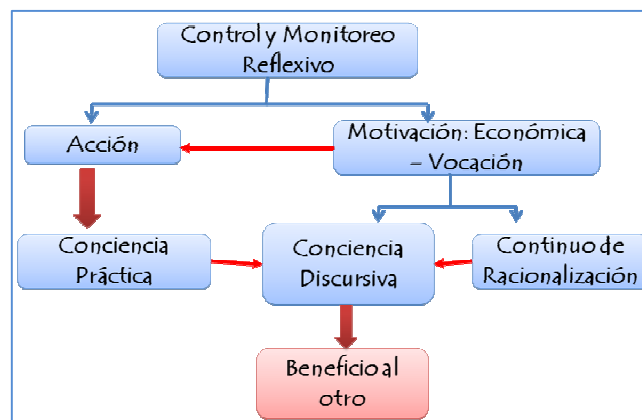 Control y Monitoreo
Reflexivo
Acción
Motivación: Económica
– Vocación
Conciencia
Práctica
Conciencia
Discursiva
Continuo de
Racionalización
Beneficio al
otro